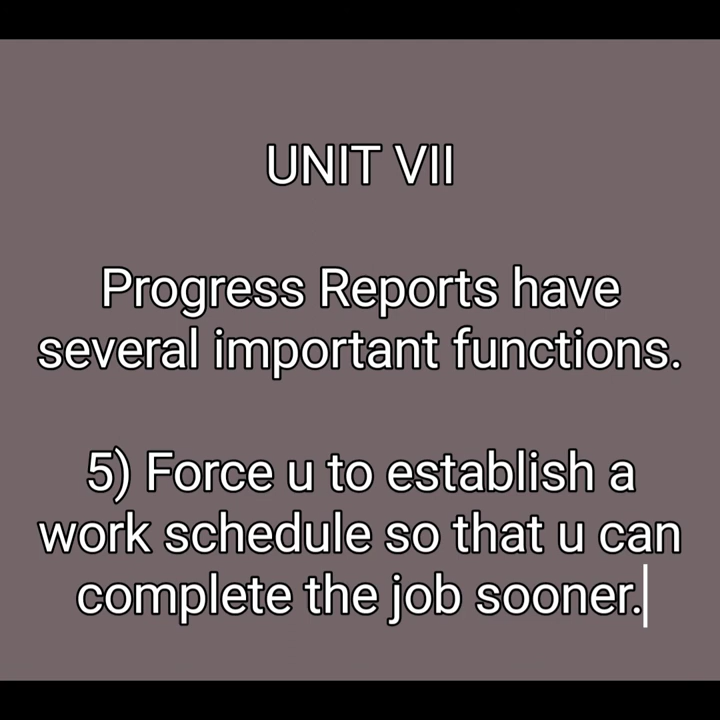 UNIT VII
Progress Reports have
several important functions.
5) Force u to establish a
work schedule so that u can
complete the job sooner.